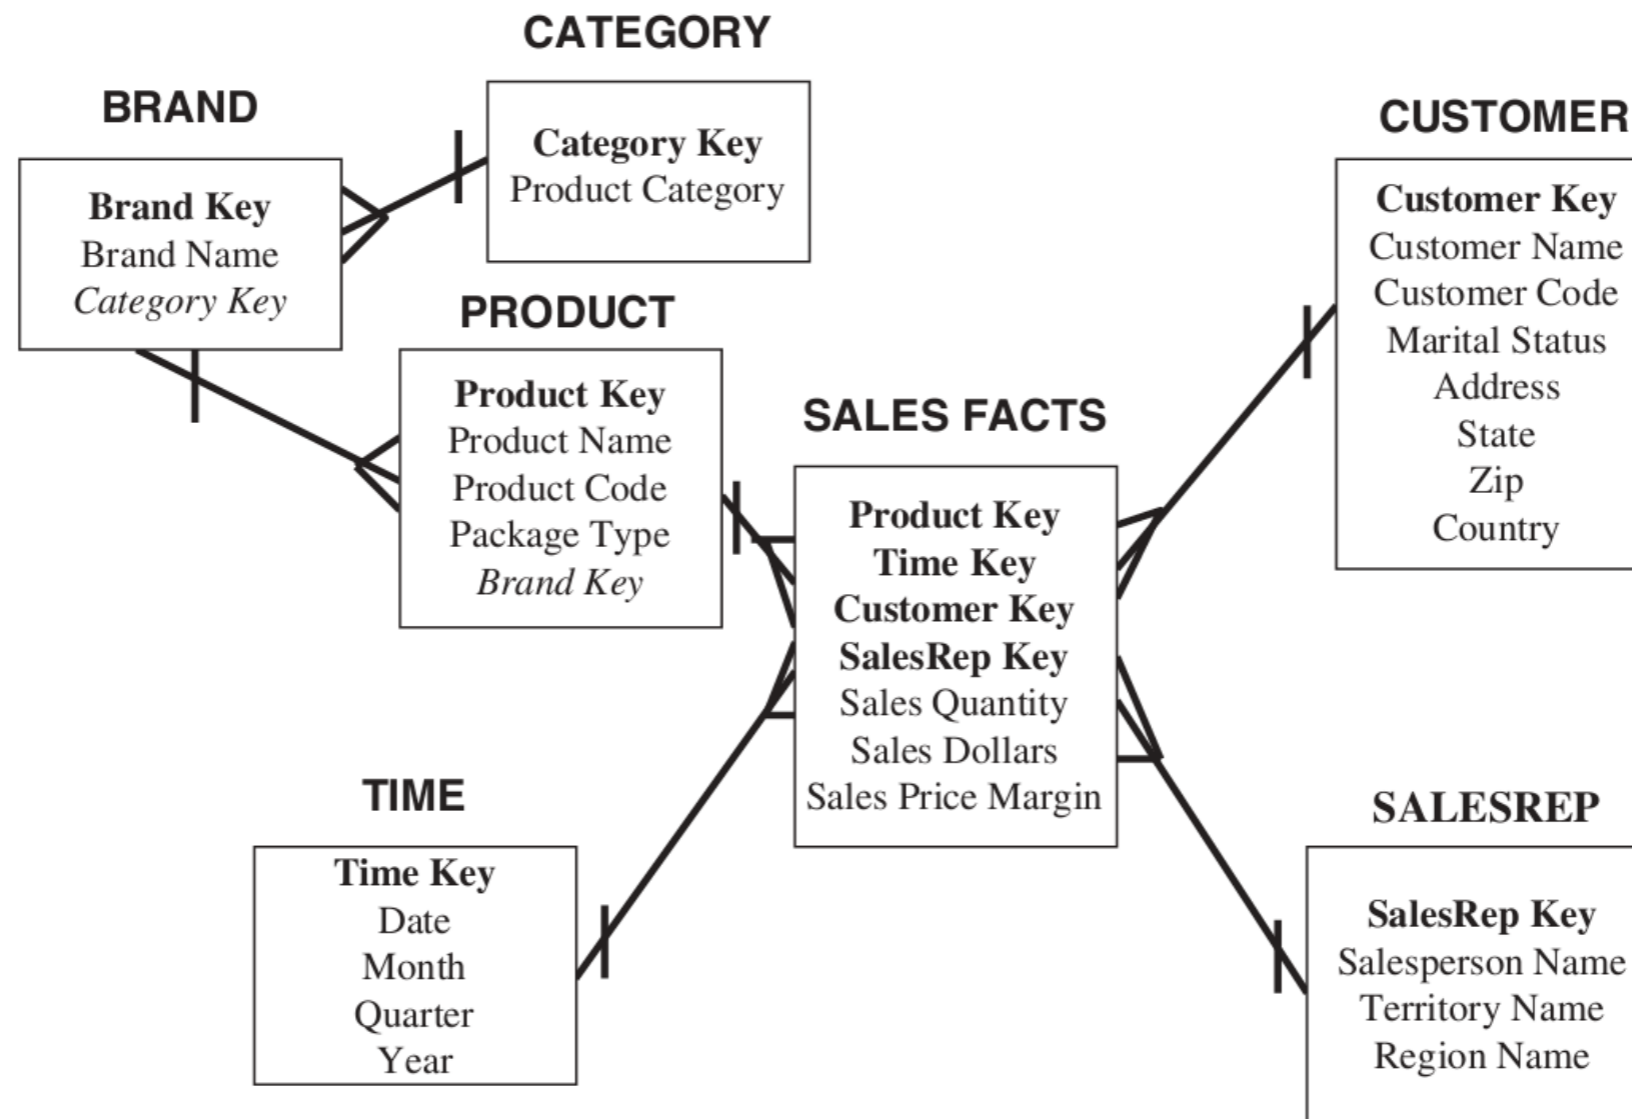 CATEGORY
Category Key
Product Category
BRAND
Brand Key
Brand Name
Category Key
PRODUCT
Product Key
Product Name
Product Code
Package Type
Brand Key
SALES FACTS
Product Key
Time Key
Customer Key
SalesRep Key
Sales Quantity
Sales Dollars
Sales Price Margin
CUSTOMER
Customer Key
Customer Name
Customer Code
Marital Status
Address
State
Zip
Country
TIME
Time Key
Date
Month
Quarter
Year
SALESREP
SalesRep Key
Salesperson Name
Territory Name
Region Name